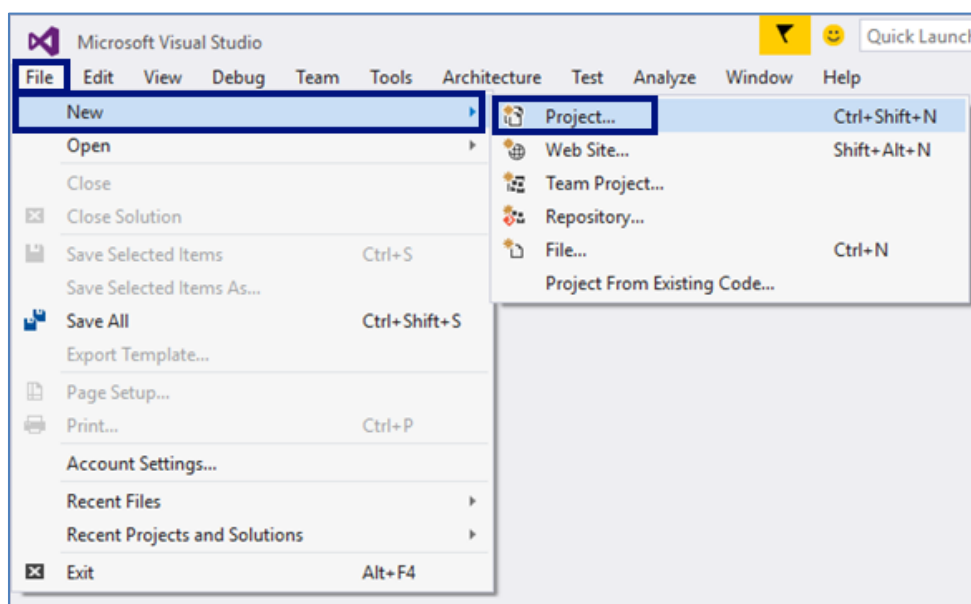 Microsoft Visual Studio
Quick Launch
File Edit View Debug Team Tools Architecture Test Analyze Window Help
New
Project... Ctrl+Shift+N
Open
Web Site... Shift+Alt+N
Close
Team Project...
Close Solution
Repository...
Save Selected Items Ctrl+S
File... Ctrl+N
Save Selected Items As...
Project From Existing Code...
Save All Ctrl+Shift+S
Export Template...
Page Setup...
Print... Ctrl+P
Account Settings...
Recent Files
Recent Projects and Solutions
Exit Alt+F4